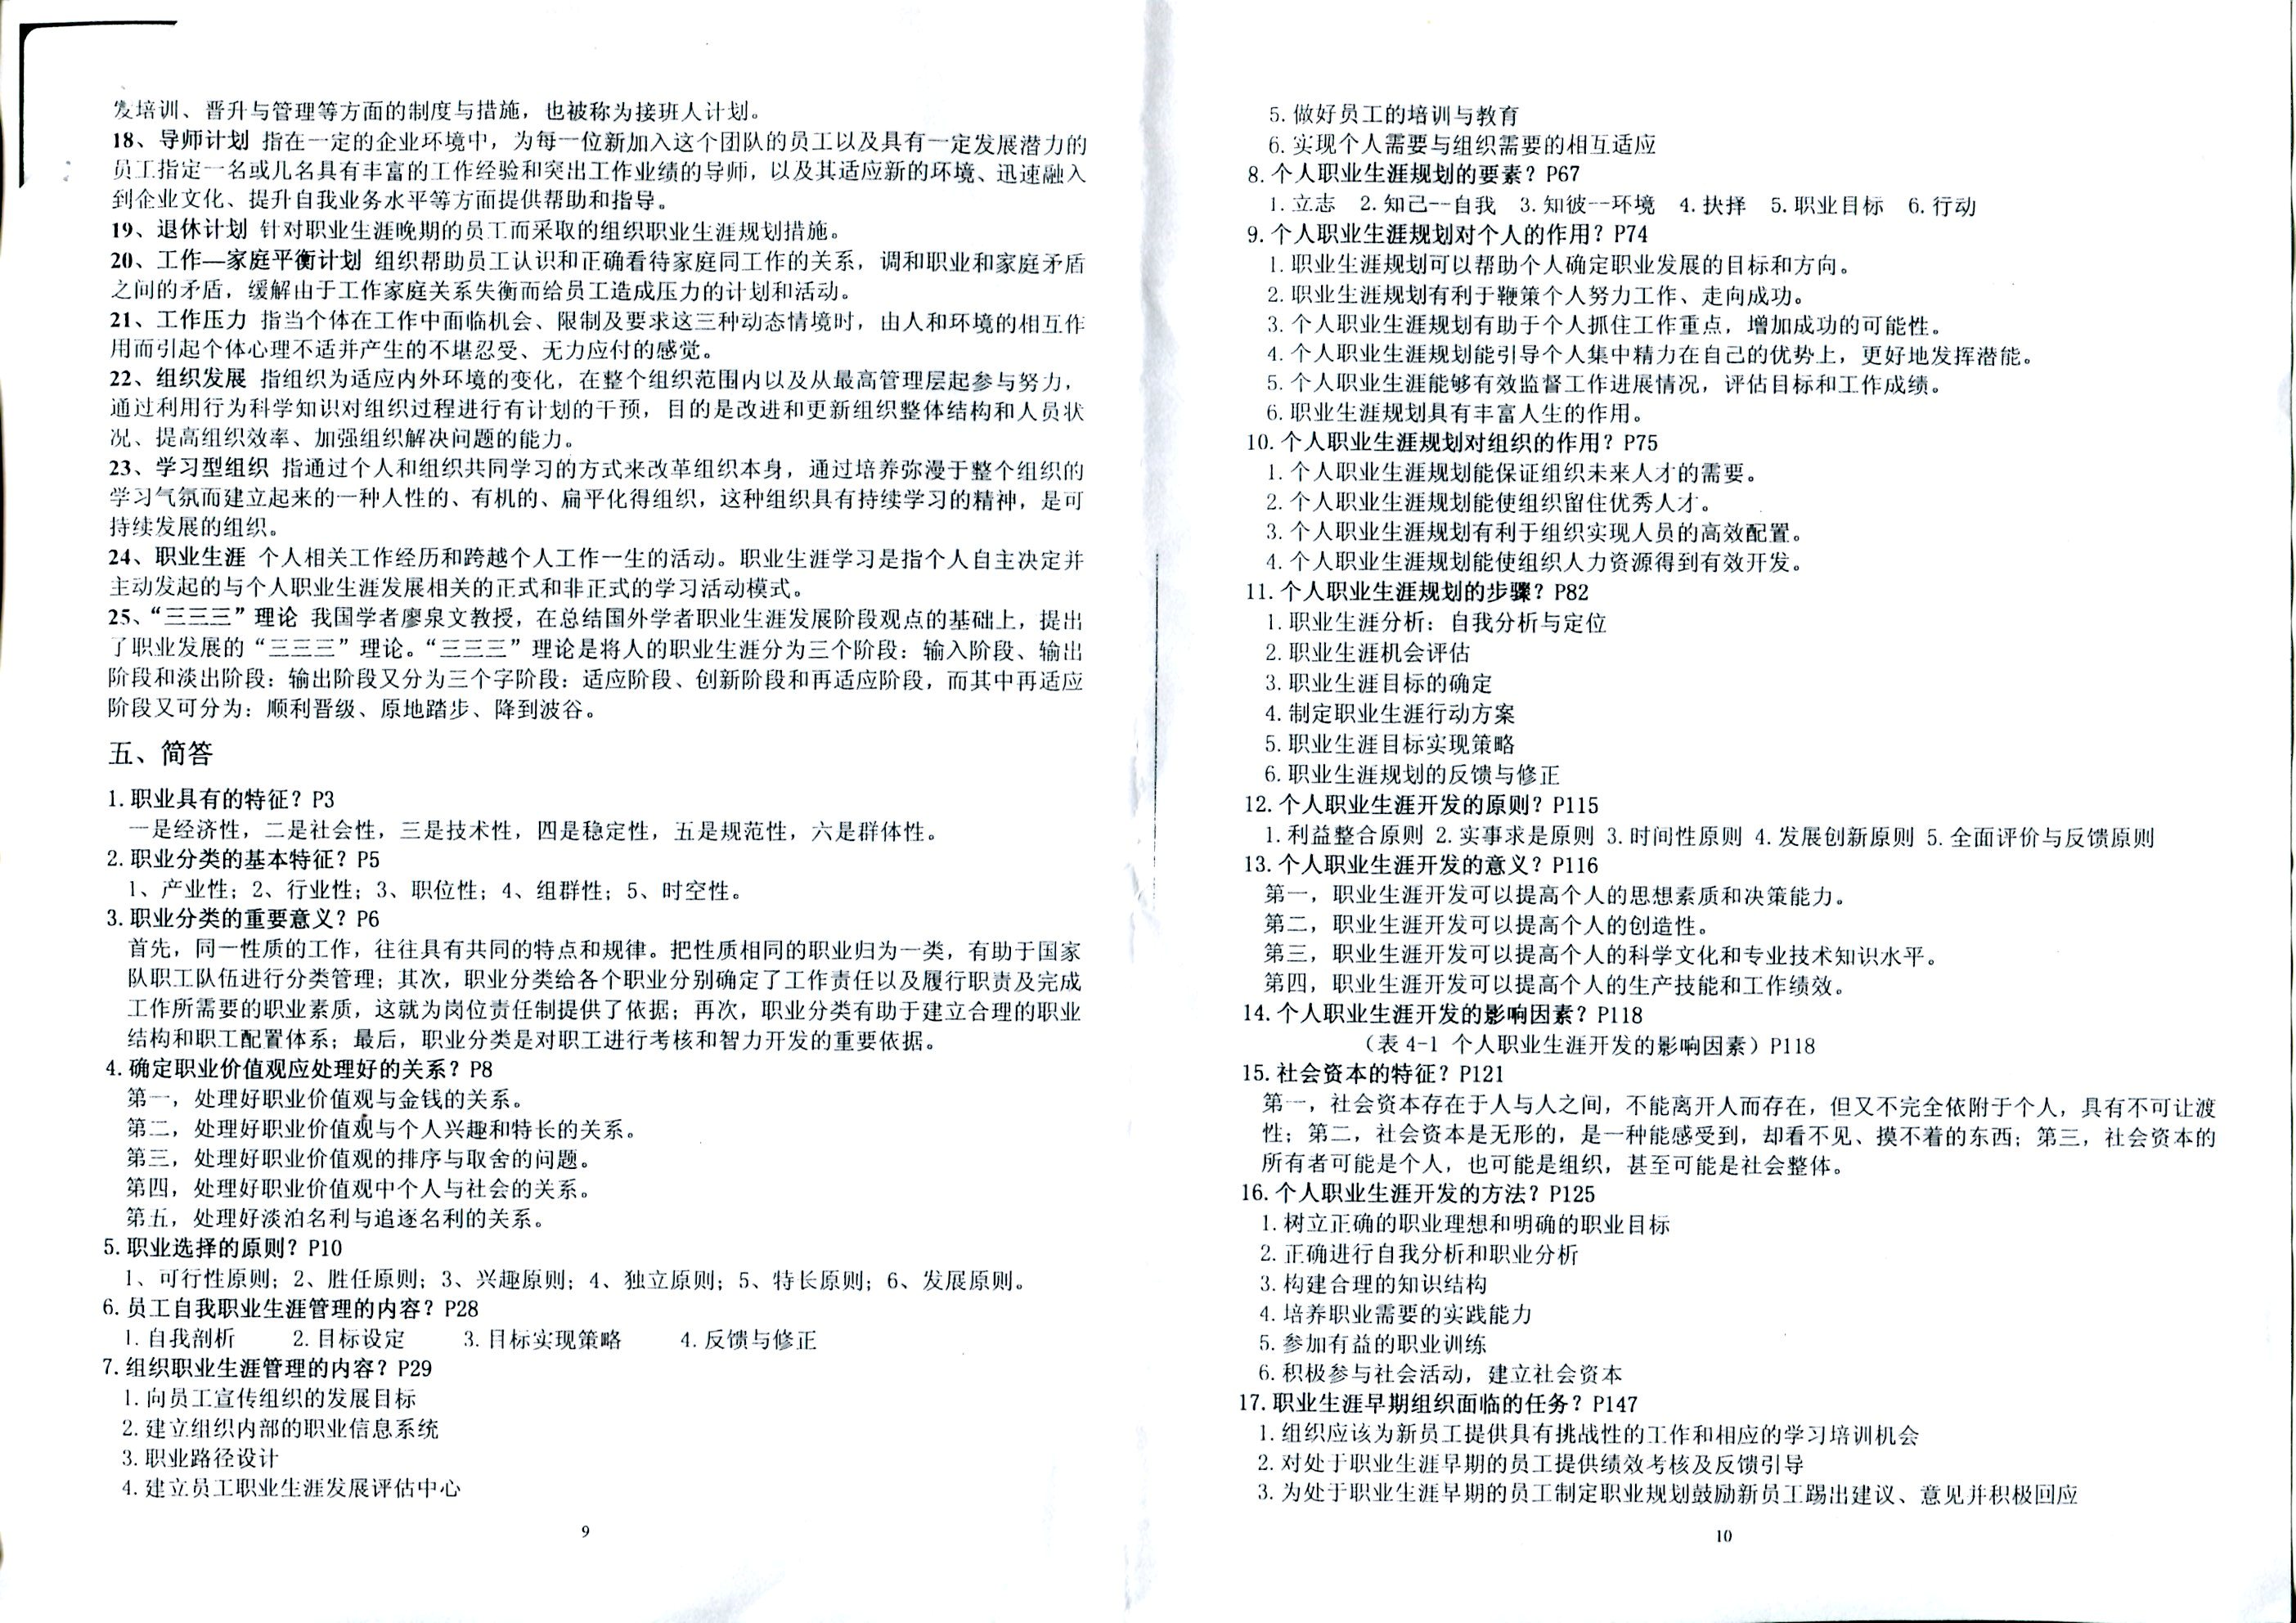 发培训、晋升与管理等方面的制度与措施，也被称为接班人计划。
18、导师计划 指在一定的企业环境中，为每一位新加入这个团队的员工以及具有一定发展潜力的
员工指定一名或几名具有丰富的工作经验和突出工作业绩的导师，以及其适应新的环境、迅速融入
到企业文化、提升自我业务水平等方面提供帮助和指导。
19、退休计划 针对职业生涯晚期的员工而采取的组织职业生涯规划措施。
20、工作—家庭平衡计划 组织帮助员工认识和正确看待家庭同工作的关系，调和职业和家庭矛盾
之间的矛盾，缓解由于工作家庭关系失衡而给员工造成压力的计划和活动。
21、工作压力 指当个体在工作中面临机会、限制及要求这三种动态情境时，由人和环境的相互作
用而引起个体心理不适并产生的不堪忍受、无力应付的感觉。
22、组织发展 指组织为适应内外环境的变化，在整个组织范围内以及从最高管理层起参与努力，
通过利用行为科学知识对组织过程进行有计划的干预，目的是改进和更新组织整体结构和人员状
况、提高组织效率、加强组织解决问题的能力。
23、学习型组织 指通过个人和组织共同学习的方式来改革组织本身，通过培养弥漫于整个组织的
学习气氛而建立起来的一种人性的、有机的、扁平化得组织，这种组织具有持续学习的精神，是可
持续发展的组织。
24、职业生涯 个人相关工作经历和跨越个人工作一生的活动。职业生涯学习是指个人自主决定并
主动发起的与个人职业生涯发展相关的正式和非正式的学习活动模式。
25、“三三三”理论 我国学者廖泉文教授，在总结国外学者职业生涯发展阶段观点的基础上，提出
了职业发展的“三三三”理论。“三三三”理论是将人的职业生涯分为三个阶段：输入阶段、输出
阶段和淡出阶段：输出阶段又分为三个字阶段：适应阶段、创新阶段和再适应阶段，而其中再适应
阶段又可分为：顺利晋级、原地踏步、降到波谷。
五、简答
1.职业具有的特征？P3
一是经济性，二是社会性，三是技术性，四是稳定性，五是规范性，六是群体性。
2.职业分类的基本特征？P5
1、产业性；2、行业性；3、职位性；4、组群性；5、时空性。
3.职业分类的重要意义？P6
首先，同一性质的工作，往往具有共同的特点和规律。把性质相同的职业归为一类，有助于国家
队职工队伍进行分类管理；其次，职业分类给各个职业分别确定了工作责任以及履行职责及完成
工作所需要的职业素质，这就为岗位责任制提供了依据；再次，职业分类有助于建立合理的职业
结构和职工配置体系；最后，职业分类是对职工进行考核和智力开发的重要依据。
4.确定职业价值观应处理好的关系？P8
第一，处理好职业价值观与金钱的关系。
第二，处理好职业价值观与个人兴趣和特长的关系。
第三，处理好职业价值观的排序与取舍的问题。
第四，处理好职业价值观中个人与社会的关系。
第五，处理好淡泊名利与追逐名利的关系。
5.职业选择的原则？P10
1、可行性原则；2、胜任原则；3、兴趣原则；4、独立原则；5、特长原则；6、发展原则。
6.员工自我职业生涯管理的内容？P28
1.自我剖析 2.目标设定 3.目标实现策略 4.反馈与修正
7.组织职业生涯管理的内容？P29
1.向员工宣传组织的发展目标
2.建立组织内部的职业信息系统
3.职业路径设计
4.建立员工职业生涯发展评估中心
9
5.做好员工的培训与教育
6.实现个人需要与组织需要的相互适应
8.个人职业生涯规划的要素？P67
1.立志 2.知己--自我 3.知彼--环境 4.抉择 5.职业目标 6.行动
9.个人职业生涯规划对个人的作用？P74
1.职业生涯规划可以帮助个人确定职业发展的目标和方向。
2.职业生涯规划有利于鞭策个人努力工作、走向成功。
3.个人职业生涯规划有助于个人抓住工作重点，增加成功的可能性。
4.个人职业生涯规划能引导个人集中精力在自己的优势上，更好地发挥潜能。
5.个人职业生涯能够有效监督工作进展情况，评估目标和工作成绩。
6.职业生涯规划具有丰富人生的作用。
10.个人职业生涯规划对组织的作用？P75
1.个人职业生涯规划能保证组织未来人才的需要。
2.个人职业生涯规划能使组织留住优秀人才。
3.个人职业生涯规划有利于组织实现人员的高效配置。
4.个人职业生涯规划能使组织人力资源得到有效开发。
11.个人职业生涯规划的步骤？P82
1.职业生涯分析：自我分析与定位
2.职业生涯机会评估
3.职业生涯目标的确定
4.制定职业生涯行动方案
5.职业生涯目标实现策略
6.职业生涯规划的反馈与修正
12.个人职业生涯开发的原则？P115
1.利益整合原则 2.实事求是原则 3.时间性原则 4.发展创新原则 5.全面评价与反馈原则
13.个人职业生涯开发的意义？P116
第一，职业生涯开发可以提高个人的思想素质和决策能力。
第二，职业生涯开发可以提高个人的创造性。
第三，职业生涯开发可以提高个人的科学文化和专业技术知识水平。
第四，职业生涯开发可以提高个人的生产技能和工作绩效。
14.个人职业生涯开发的影响因素？P118
（表 4-1 个人职业生涯开发的影响因素）P118
15.社会资本的特征？P121
第一，社会资本存在于人与人之间，不能离开人而存在，但又不完全依附于个人，具有不可让渡
性；第二，社会资本是无形的，是一种能感受到，却看不见、摸不着的东西；第三，社会资本的
所有者可能是个人，也可能是组织，甚至可能是社会整体。
16.个人职业生涯开发的方法？P125
1.树立正确的职业理想和明确的职业目标
2.正确进行自我分析和职业分析
3.构建合理的知识结构
4.培养职业需要的实践能力
5.参加有益的职业训练
6.积极参与社会活动，建立社会资本
17.职业生涯早期组织面临的任务？P147
1.组织应该为新员工提供具有挑战性的工作和相应的学习培训机会
2.对处于职业生涯早期的员工提供绩效考核及反馈引导
3.为处于职业生涯早期的员工制定职业规划鼓励新员工踢出建议、意见并积极回应
10